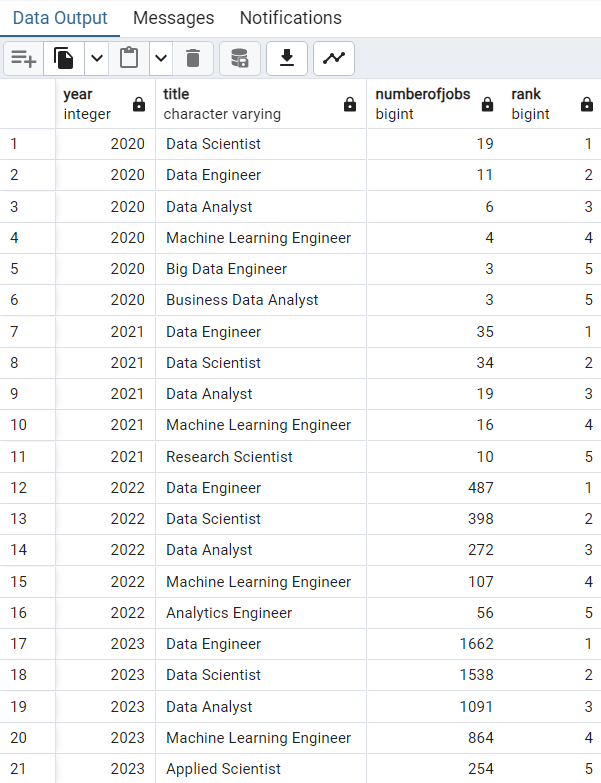 Data Output Messages Notifications
year title numberofjobs rank
integer character varying bigint bigint
1 2020 Data Scientist 19 1
2 2020 Data Engineer 11 2
3 2020 Data Analyst 6 3
4 2020 Machine Learning Engineer 4 4
5 2020 Big Data Engineer 3 5
6 2020 Business Data Analyst 3 5
7 2021 Data Engineer 35 1
8 2021 Data Scientist 34 2
9 2021 Data Analyst 19 3
10 2021 Machine Learning Engineer 16 4
11 2021 Research Scientist 10 5
12 2022 Data Engineer 487 1
13 2022 Data Scientist 398 2
14 2022 Data Analyst 272 3
15 2022 Machine Learning Engineer 107 4
16 2022 Analytics Engineer 56 5
17 2023 Data Engineer 1662 1
18 2023 Data Scientist 1538 2
19 2023 Data Analyst 1091 3
20 2023 Machine Learning Engineer 864 4
21 2023 Applied Scientist 254 5